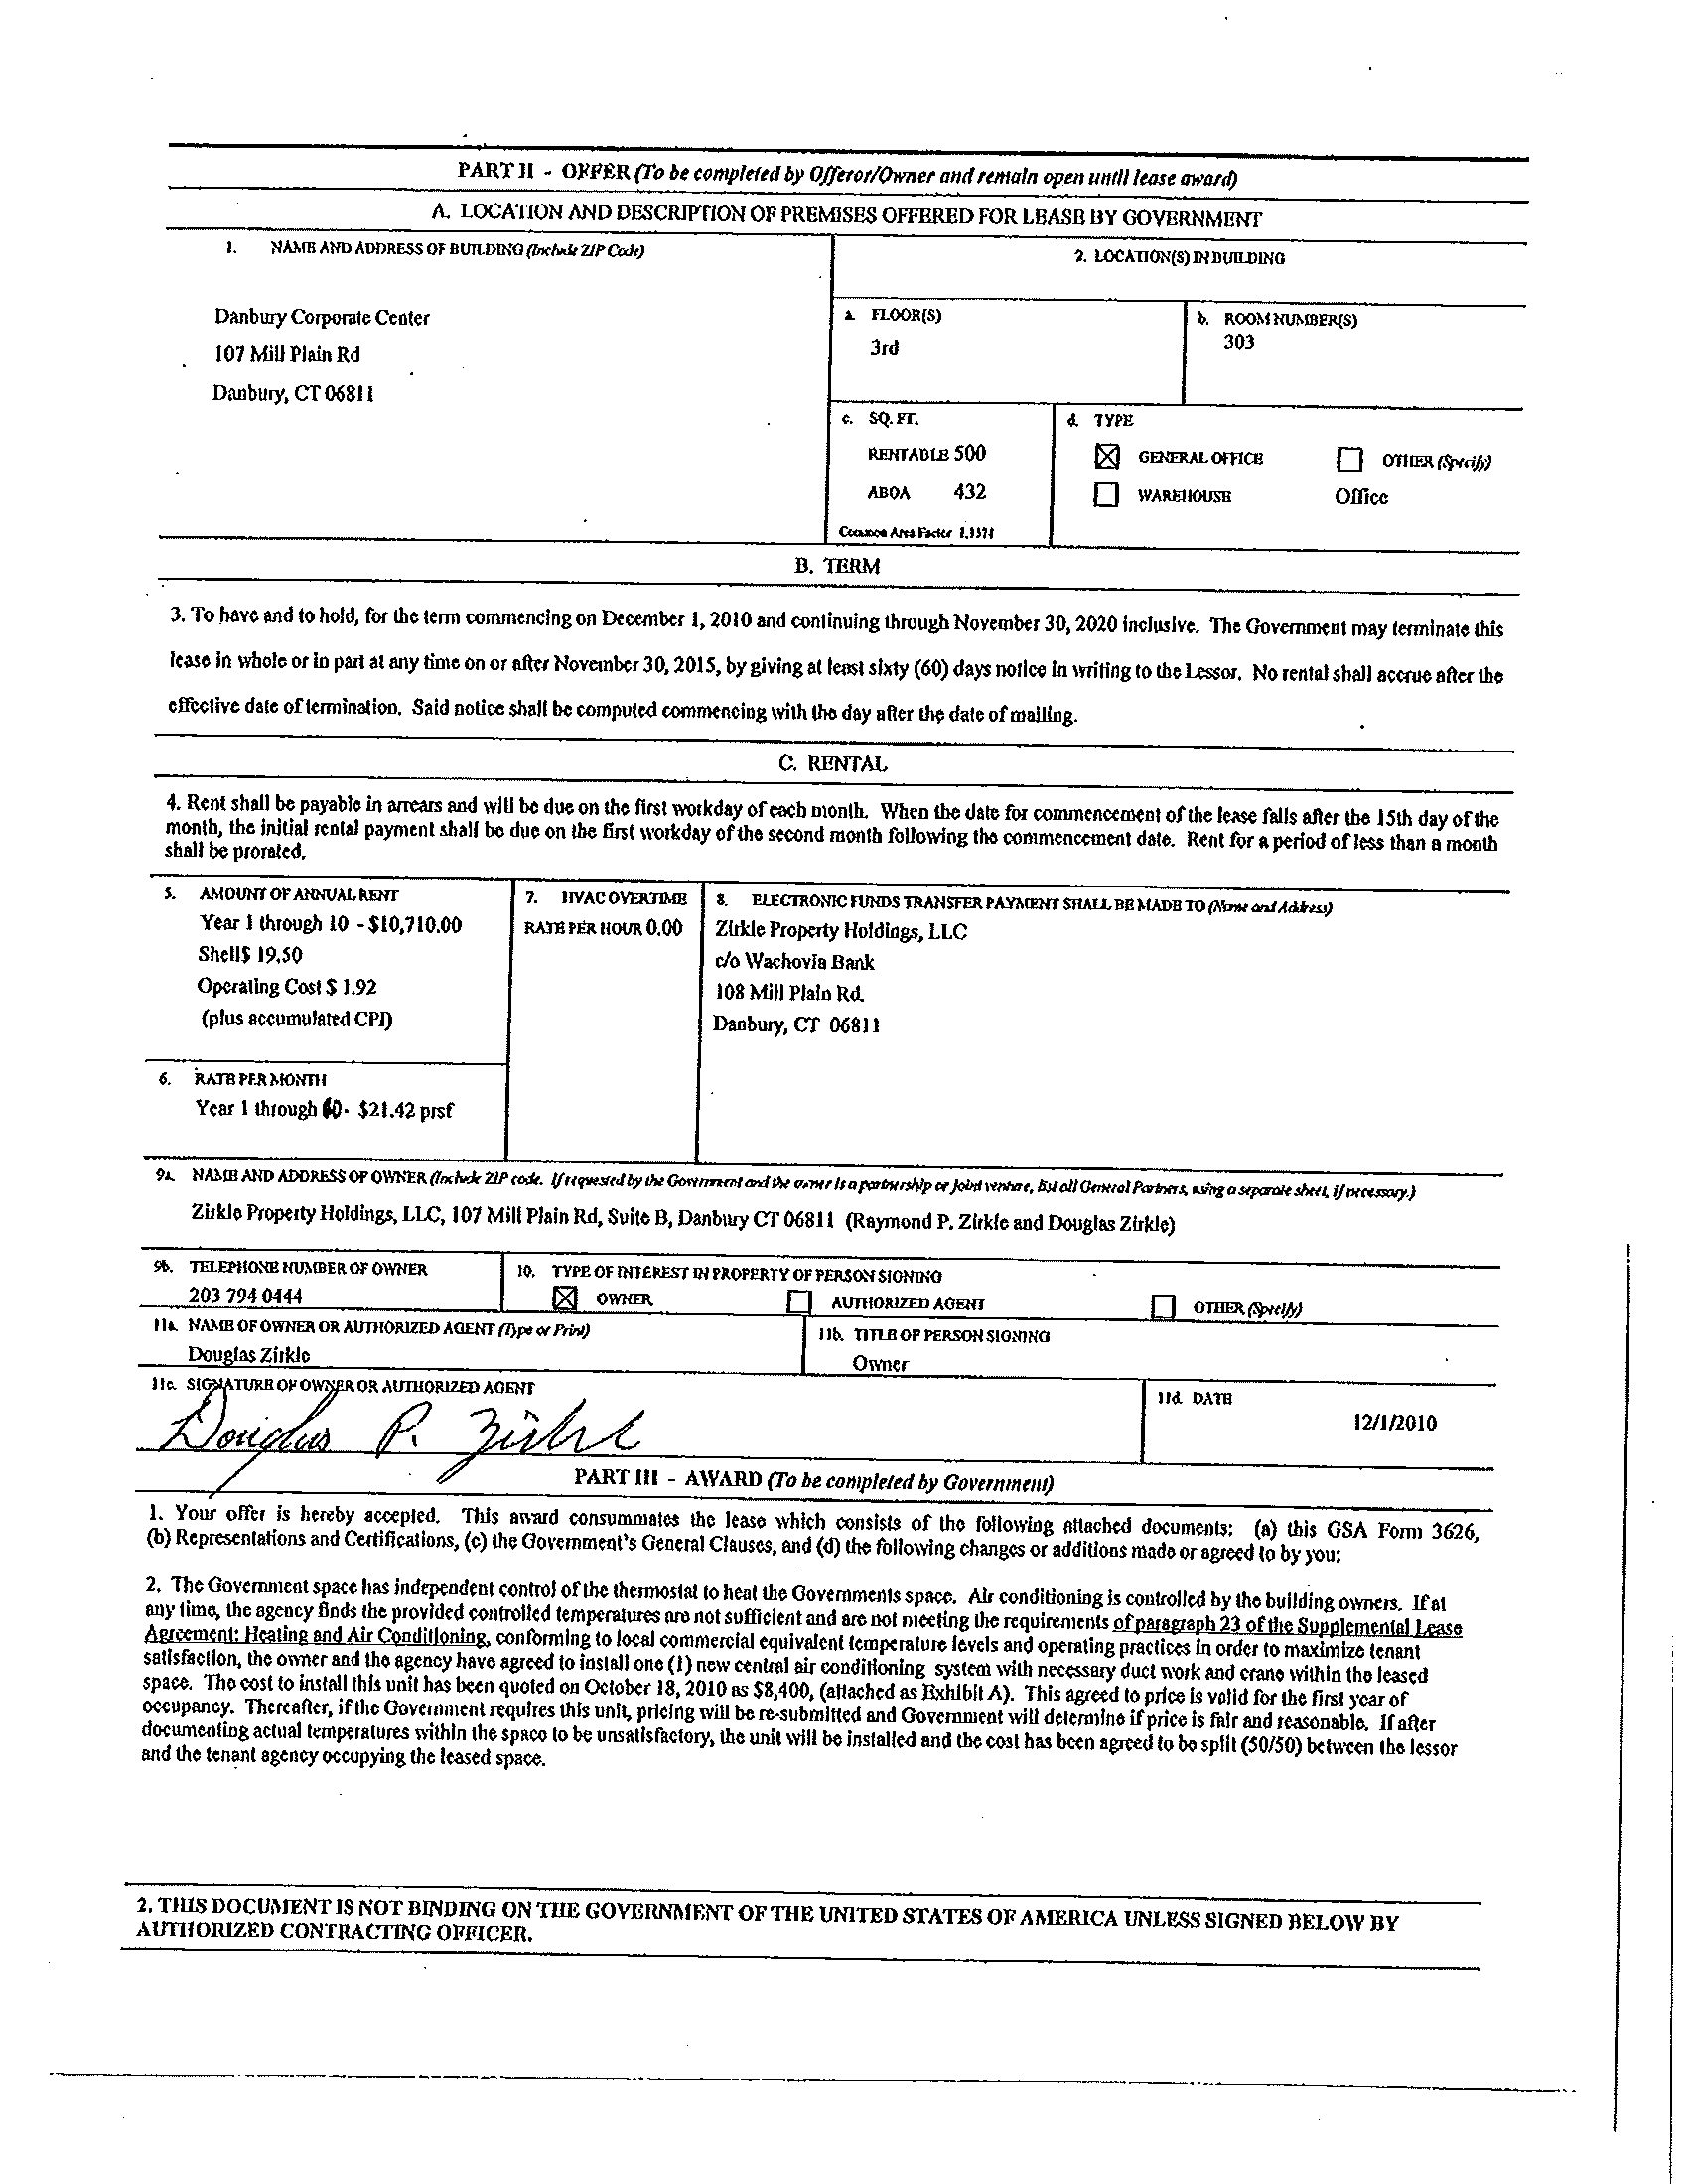 PART II - OFFER (To be completed by Offeror/Owner and remain open until lease award)
A. LOCATION AND DESCRIPTION OF PREMISES OFFERED FOR LEASE BY GOVERNMENT
1. NAME AND ADDRESS OF BUILDING (Include ZIP Code)
Danbury Corporate Center
107 Mill Plain Rd
Danbury, CT 06811
2. LOCATION(S) IN BUILDING
a. FLOOR(S)
3rd
b. ROOM NUMBER(S)
303
c. SQ. FT.
RENTABLE 500
ABOA 432
Common Area Factor
d. TYPE
☒ GENERAL OFFICE
☐ OTHER (Specify)
☐ WAREHOUSE
Office
B. TERM
3. To have and to hold, for the term commencing on December 1, 2010 and continuing through November 30, 2020 inclusive. The Government may terminate this
lease in whole or in part at any time on or after November 30, 2015, by giving at least sixty (60) days notice in writing to the Lessor. No rental shall accrue after the
effective date of termination. Said notice shall be computed commencing with the day after the date of mailing.
C. RENTAL
4. Rent shall be payable in arrears and will be due on the first workday of each month. When the date for commencement of the lease falls after the 15th day of the
month, the initial rental payment shall be due on the first workday of the second month following the commencement date. Rent for a period of less than a month
shall be prorated.
5. AMOUNT OF ANNUAL RENT
Year 1 through 10 - $10,710.00
Shell$ 19.50
Operating Cost $ 1.92
(plus accumulated CPI)
6. RATE PER MONTH
Year 1 through 10- $21.42 prsf
7. HVAC OVERTIME
RATE PER HOUR 0.00
8. ELECTRONIC FUNDS TRANSFER PAYMENT SHALL BE MADE TO (Name and Address)
Zirkle Property Holdings, LLC
c/o Wachovia Bank
108 Mill Plain Rd.
Danbury, CT 06811
9a. NAME AND ADDRESS OF OWNER (Include ZIP code. If requested by the Government and the owner is a partnership or joint venture, list all General Partners, using a separate sheet, if necessary.)
Zirkle Property Holdings, LLC, 107 Mill Plain Rd, Suite B, Danbury CT 06811 (Raymond P. Zirkle and Douglas Zirkle)
9b. TELEPHONE NUMBER OF OWNER
203 794 0444
10. TYPE OF INTEREST IN PROPERTY OF PERSON SIGNING
☒ OWNER
☐ AUTHORIZED AGENT
☐ OTHER (Specify)
11a. NAME OF OWNER OR AUTHORIZED AGENT (Type or Print)
Douglas Zirkle
11b. TITLE OF PERSON SIGNING
Owner
11c. SIGNATURE OF OWNER OR AUTHORIZED AGENT
Douglas P. Zirkle
11d. DATE
12/1/2010
PART III - AWARD (To be completed by Government)
1. Your offer is hereby accepted. This award consummates the lease which consists of the following attached documents: (a) this GSA Form 3626,
(b) Representations and Certifications, (c) the Government's General Clauses, and (d) the following changes or additions made or agreed to by you:
2. The Government space has independent control of the thermostat to heat the Governments space. Air conditioning is controlled by the building owners. If at
any time, the agency finds the provided controlled temperatures are not sufficient and are not meeting the requirements of paragraph 23 of the Supplemental Lease
Agreement: Heating and Air Conditioning, conforming to local commercial equivalent temperature levels and operating practices in order to maximize tenant
satisfaction, the owner and the agency have agreed to install one (1) new central air conditioning system with necessary duct work and crane within the leased
space. The cost to install this unit has been quoted on October 18, 2010 as $8,400, (attached as Exhibit A). This agreed to price is valid for the first year of
occupancy. Thereafter, if the Government requires this unit, pricing will be re-submitted and Government will determine if price is fair and reasonable. If after
documenting actual temperatures within the space to be unsatisfactory, the unit will be installed and the cost has been agreed to be split (50/50) between the lessor
and the tenant agency occupying the leased space.
2. THIS DOCUMENT IS NOT BINDING ON THE GOVERNMENT OF THE UNITED STATES OF AMERICA UNLESS SIGNED BELOW BY
AUTHORIZED CONTRACTING OFFICER.